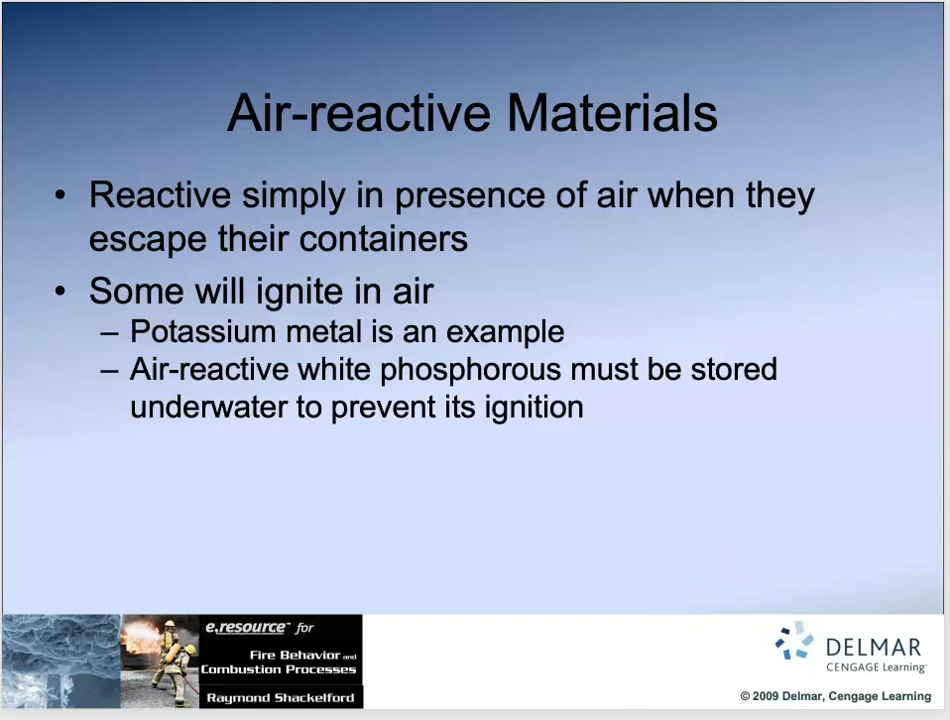 Air-reactive Materials
• Reactive simply in presence of air when they
escape their containers
• Some will ignite in air
– Potassium metal is an example
– Air-reactive white phosphorous must be stored
underwater to prevent its ignition
e.resource™ for
Fire Behavior and
Combustion Processes
Raymond Shackelford
DELMAR
CENGAGE Learning™
© 2009 Delmar, Cengage Learning